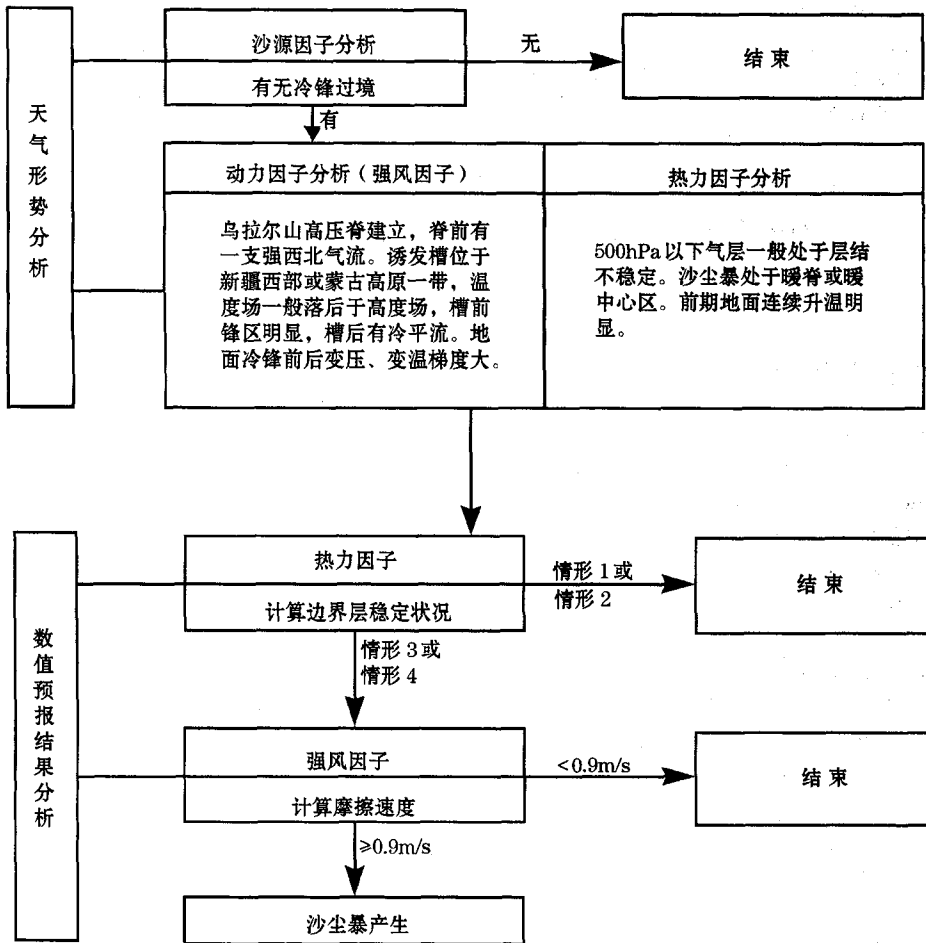 天气形势分析
沙源因子分析
有无冷锋过境
无
结束
有
动力因子分析（强风因子）
热力因子分析
乌拉尔山高压脊建立，脊前有
一支强西北气流。诱发槽位于
新疆西部或蒙古高原一带，温
度场一般落后于高度场，槽前
锋区明显，槽后有冷平流。地
面冷锋前后变压、变温梯度大。
500hPa以下气层一般处于层结
不稳定。沙尘暴处于暖脊或暖
中心区。前期地面连续升温明
显。
数值预报结果分析
热力因子
计算边界层稳定状况
情形1或
情形2
结束
情形3或
情形4
强风因子
计算摩擦速度
<0.9m/s
结束
≥0.9m/s
沙尘暴产生